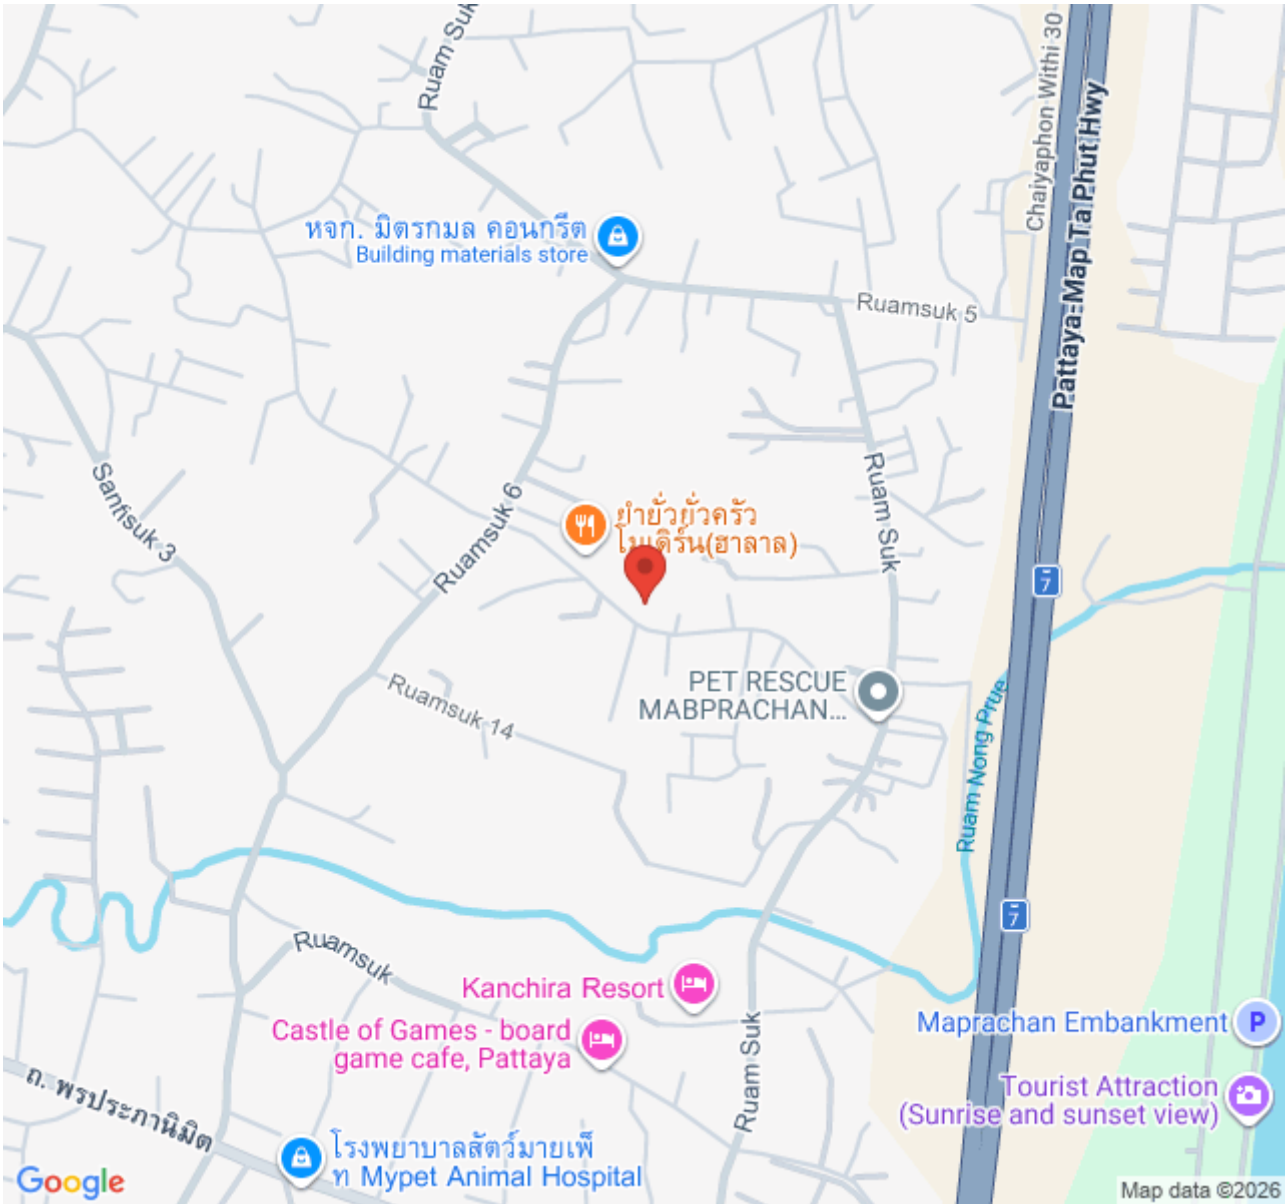 Ruam Suk
Chaiyaphon Withi 30
Pattaya-Map Ta Phut Hwy
หจก. มิตรกมล คอนกรีต
Building materials store
Ruamsuk 5
Santisuk 3
Ruamsuk 6
ยำยั่วยั่วครัว
โมเดิร์น(ฮาลาล)
Ruam Suk
7
Ruamsuk 14
PET RESCUE
MABPRACHAN...
Ruam Nong Prue
7
Ruamsuk
Kanchira Resort
Castle of Games - board
game cafe, Pattaya
Ruam Suk
Maprachan Embankment
P
Tourist Attraction
(Sunrise and sunset view)
ถ. พรประภานิมิต
โรงพยาบาลสัตว์มายเพ็
ท Mypet Animal Hospital
Google
Map data ©2026